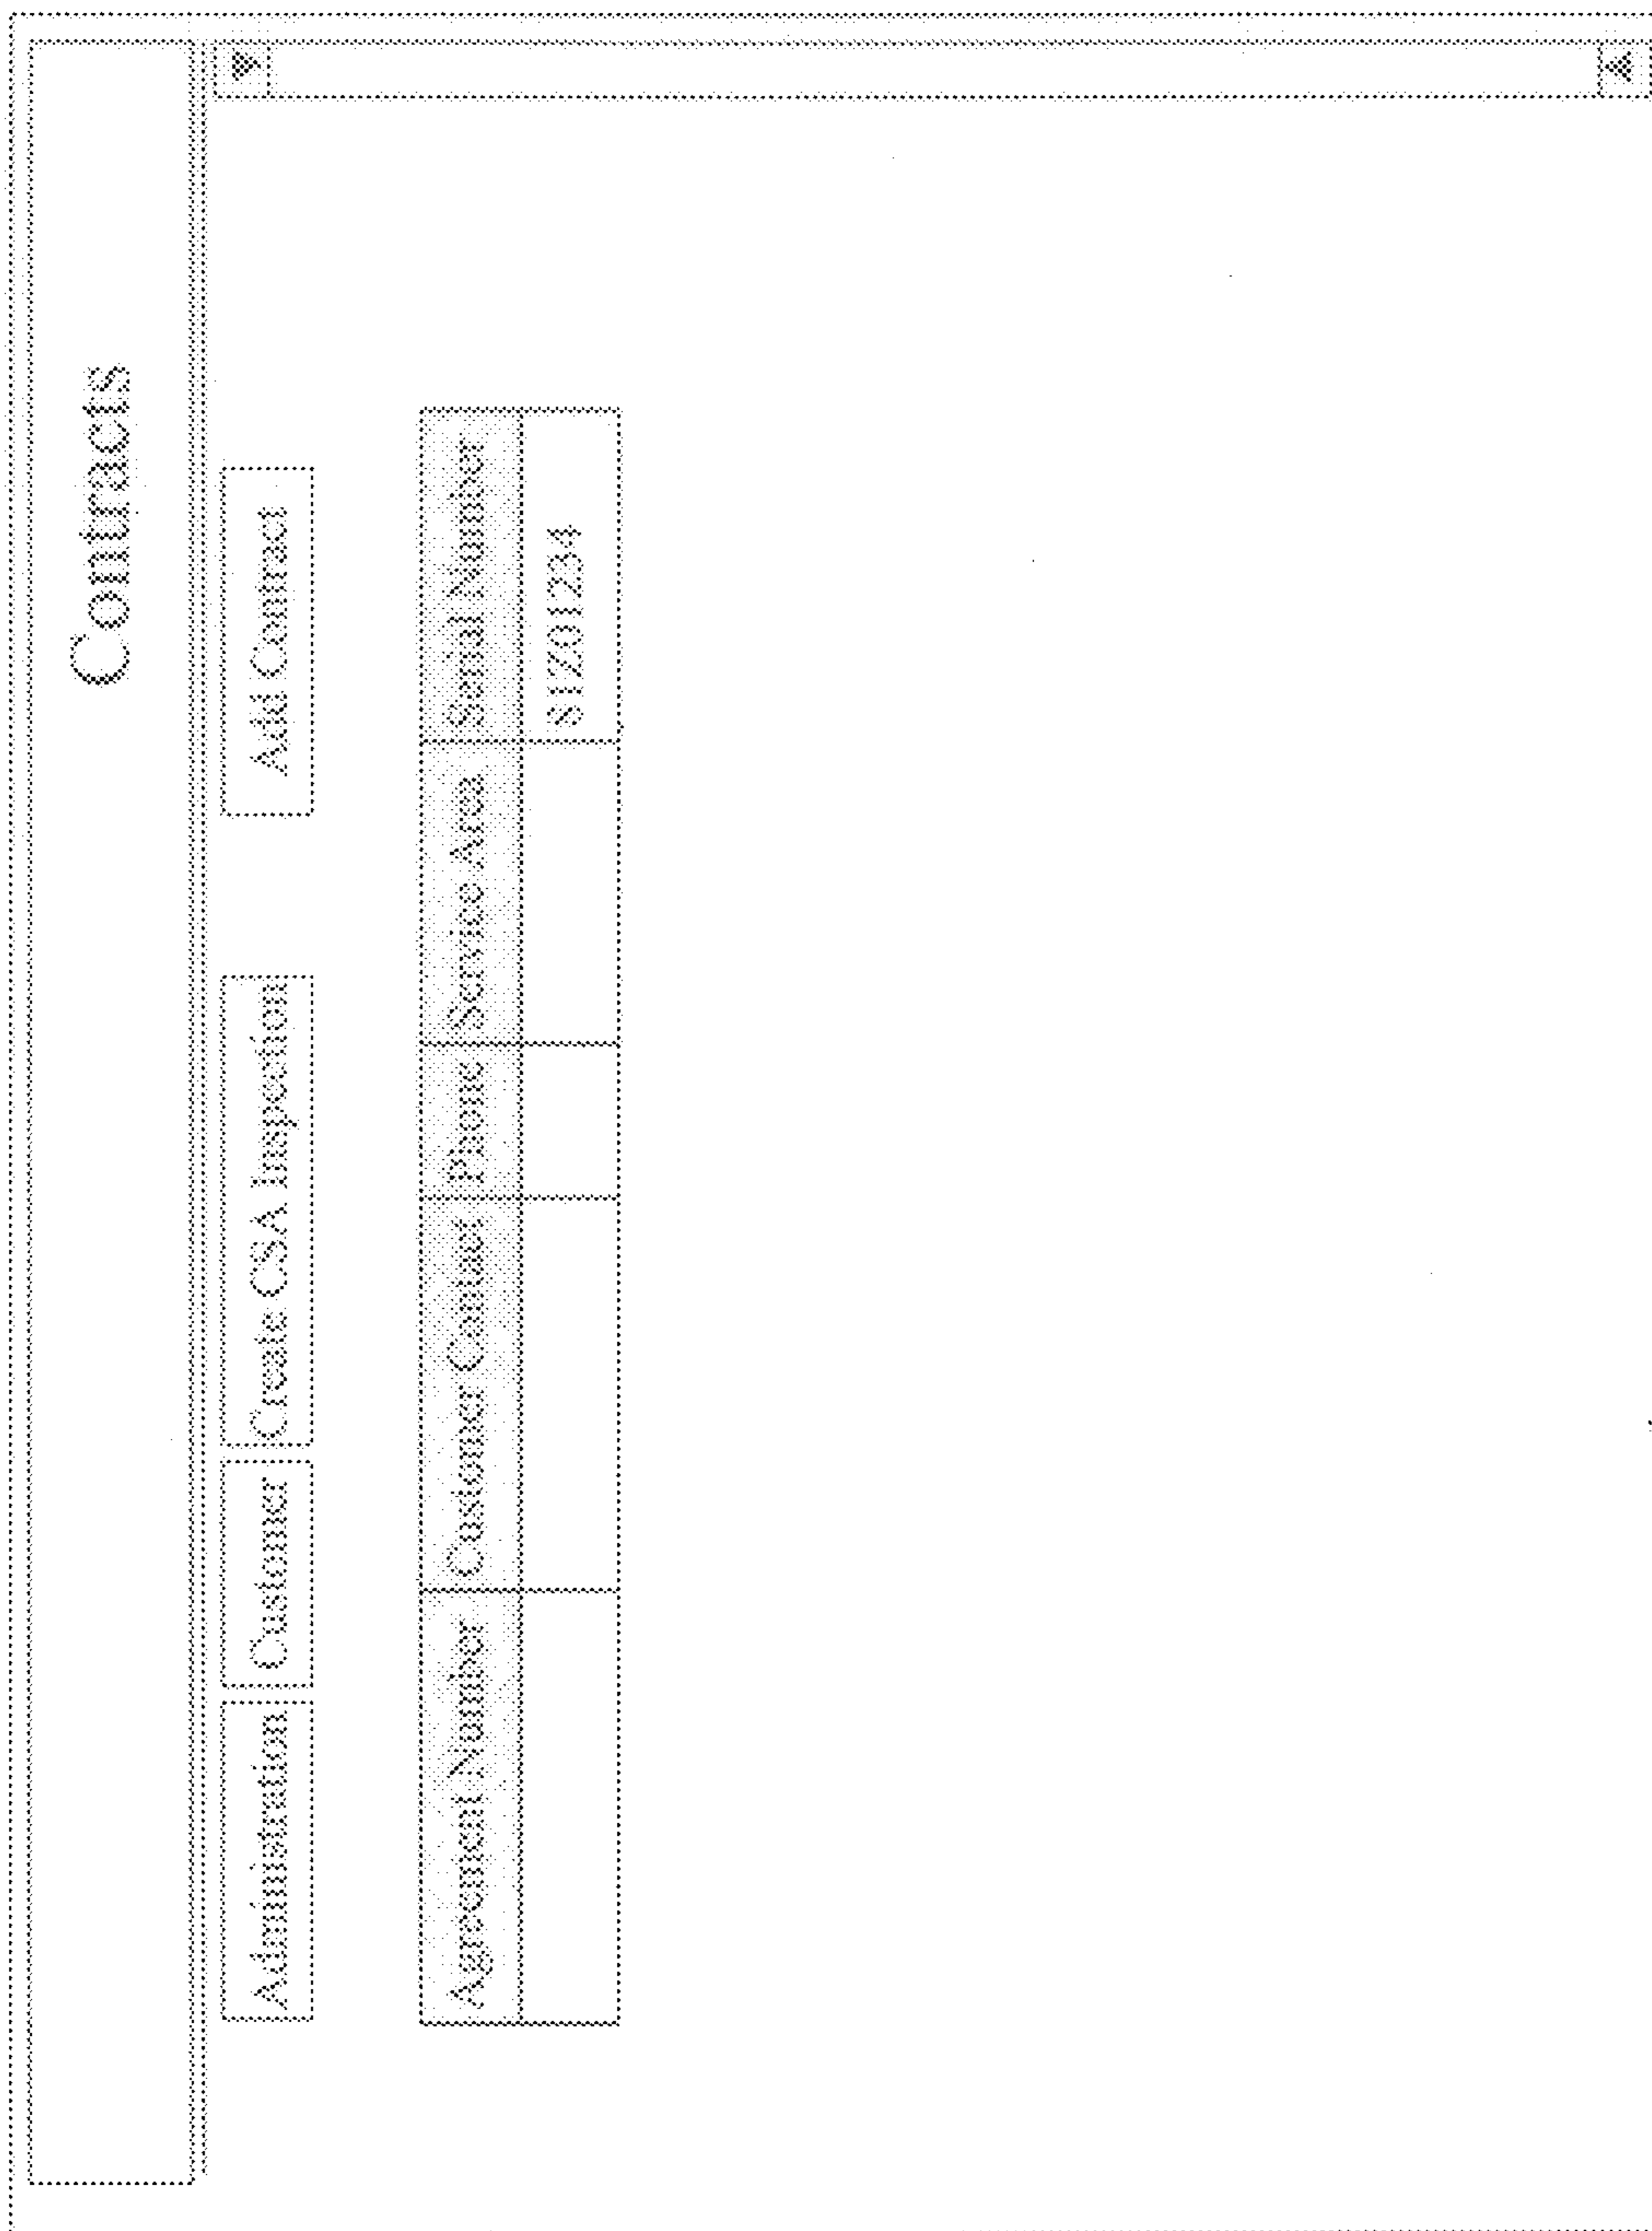 Contracts
Administration Customer Create CSA Inspection Add Contract
Agreement Number Customer Contact Phone Service Area Serial Number
S1Z01234